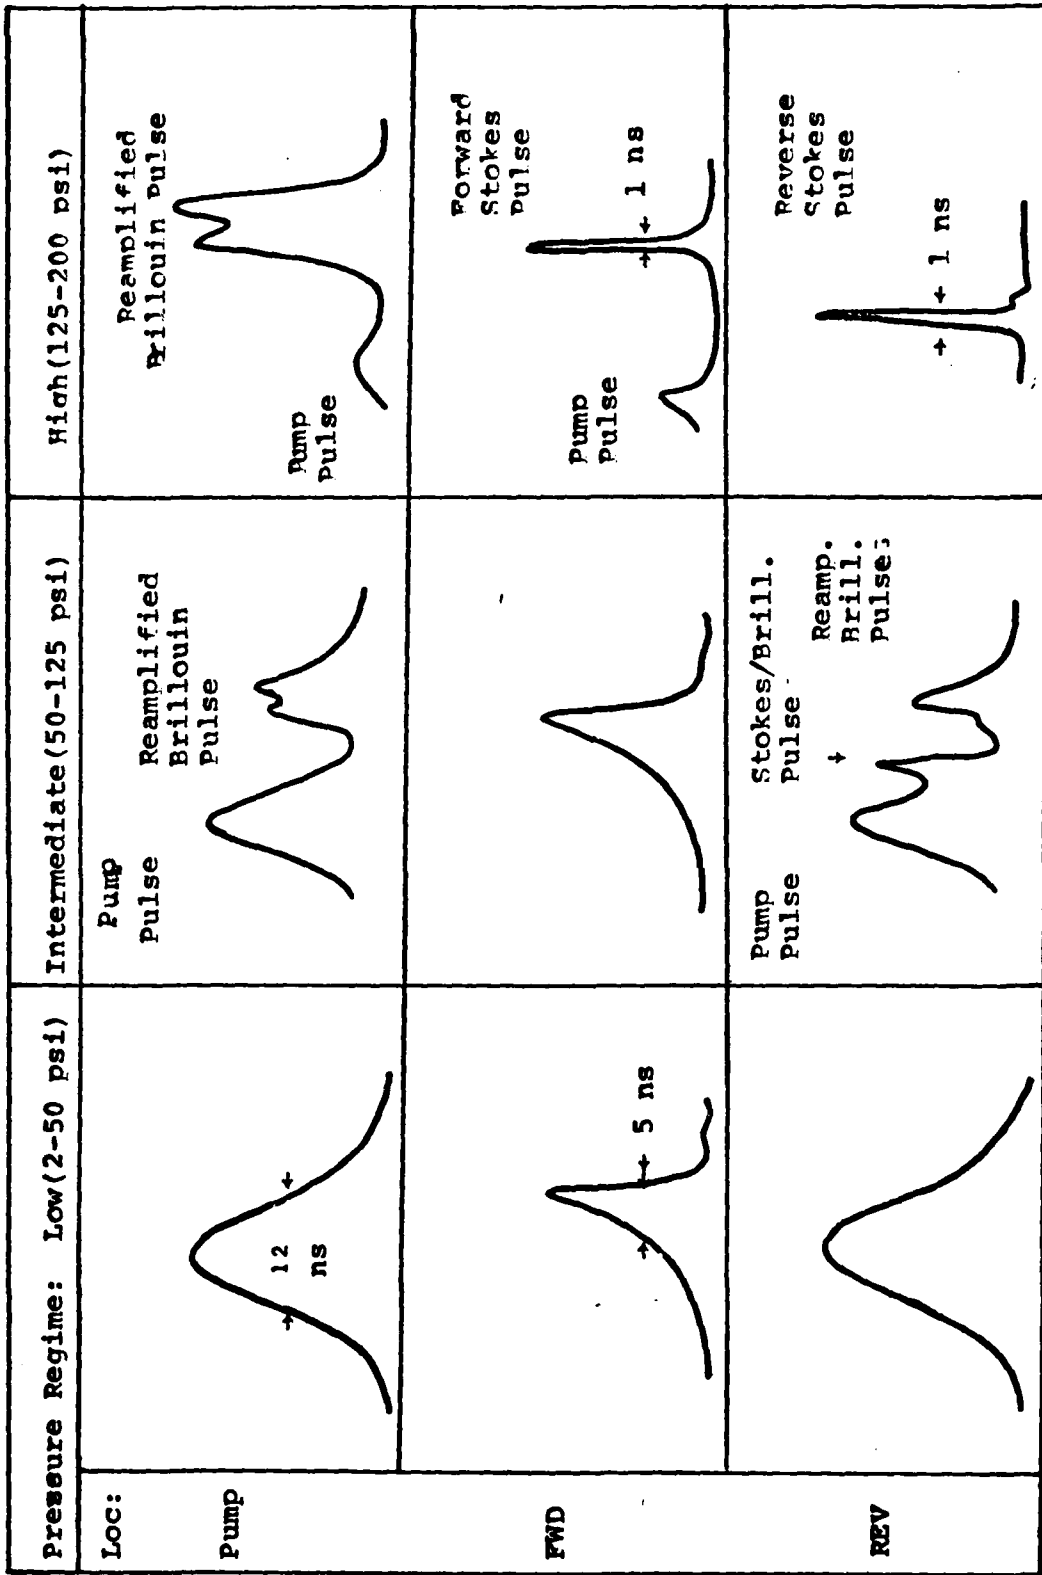 Pressure Regime: Low(2-50 psi) Intermediate(50-125 psi) High(125-200 psi)
Loc:
Pump
12
ns
Pump
Pulse
Reamplified
Brillouin
Pulse
Pump
Pulse
Reamplified
Brillouin Pulse
FWD
5 ns
Pump
Pulse
Forward
Stokes
Pulse
1 ns
REV
Pump
Pulse
Stokes/Brill.
Pulse
Reamp.
Brill.
Pulses
Reverse
Stokes
Pulse
1 ns